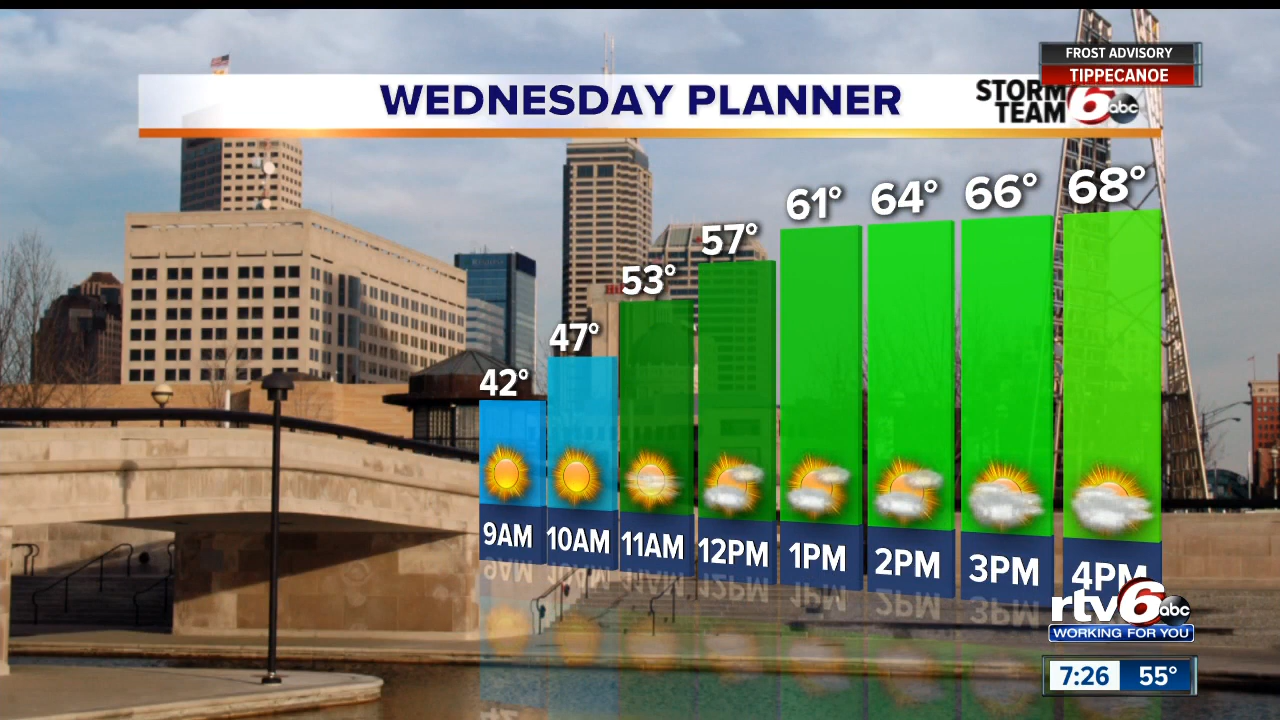 FROST ADVISORY
TIPPECANOE
WEDNESDAY PLANNER
STORM
TEAM 6 abc
42° 47° 53° 57° 61° 64° 66° 68°
9AM 10AM 11AM 12PM 1PM 2PM 3PM 4PM
rtv6 abc
WORKING FOR YOU
7:26 55°